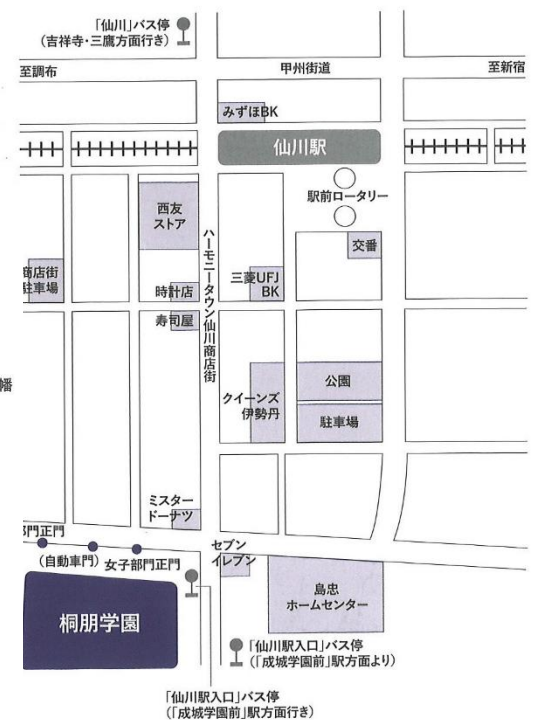 「仙川」バス停
（吉祥寺・三鷹方面行き）
至調布
甲州街道
至新宿
みずほBK
仙川駅
駅前ロータリー
西友
ストア
交番
ハーモニータウン仙川商店街
商店街
駐車場
時計店
三菱UFJ
BK
寿司屋
幡
公園
クイーンズ
伊勢丹
駐車場
ミスター
ドーナツ
部門正門
（自動車門）
女子部門正門
セブン
イレブン
島忠
ホームセンター
桐朋学園
「仙川駅入口」バス停
（「成城学園前」駅方面より）
「仙川駅入口」バス停
（「成城学園前」駅方面行き）